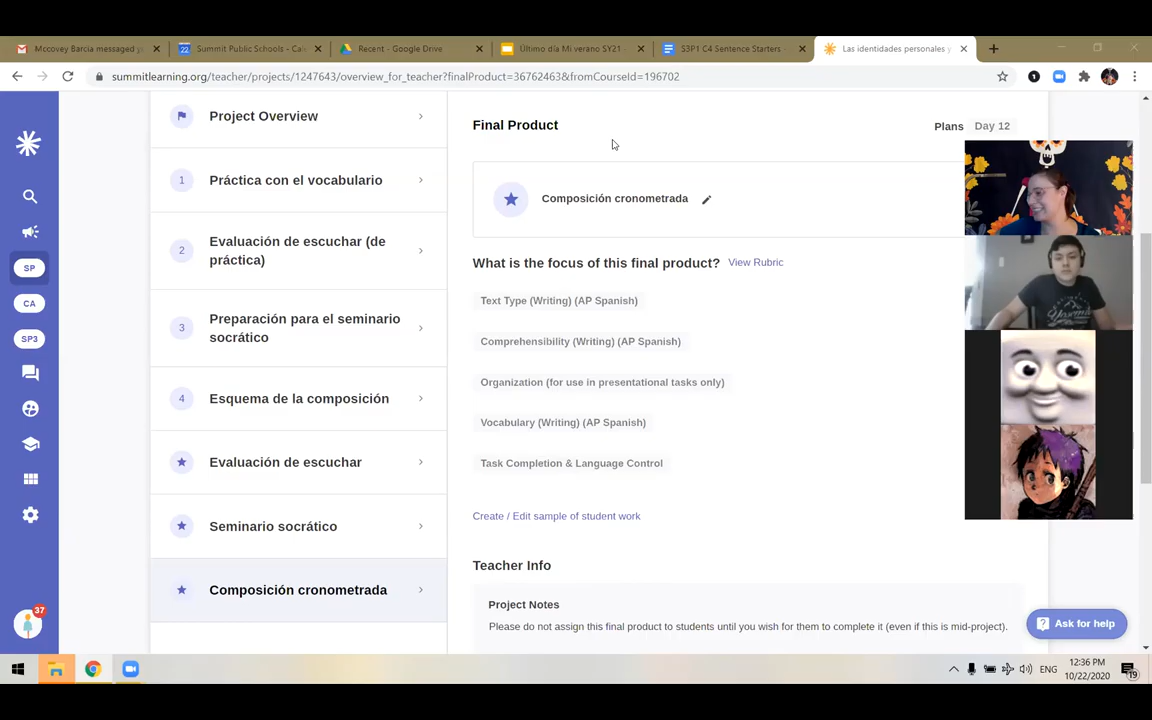 Mccovey Barcia messaged
Summit Public Schools - Cale
Recent - Google Drive
Último día Mi verano SY21 -
S3P1 C4 Sentence Starters -
Las identidades personales y
summitlearning.org/teacher/projects/1247643/overview_for_teacher?finalProduct=36762463&fromCourseId=196702
Project Overview
1 Práctica con el vocabulario
2 Evaluación de escuchar (de
práctica)
3 Preparación para el seminario
socrático
4 Esquema de la composición
Evaluación de escuchar
Seminario socrático
Composición cronometrada
SP
CA
SP3
37
Final Product
Plans Day 12
Composición cronometrada
What is the focus of this final product? View Rubric
Text Type (Writing) (AP Spanish)
Comprehensibility (Writing) (AP Spanish)
Organization (for use in presentational tasks only)
Vocabulary (Writing) (AP Spanish)
Task Completion & Language Control
Create / Edit sample of student work
Teacher Info
Project Notes
Please do not assign this final product to students until you wish for them to complete it (even if this is mid-project).
Ask for help
ENG
12:36 PM
10/22/2020
19